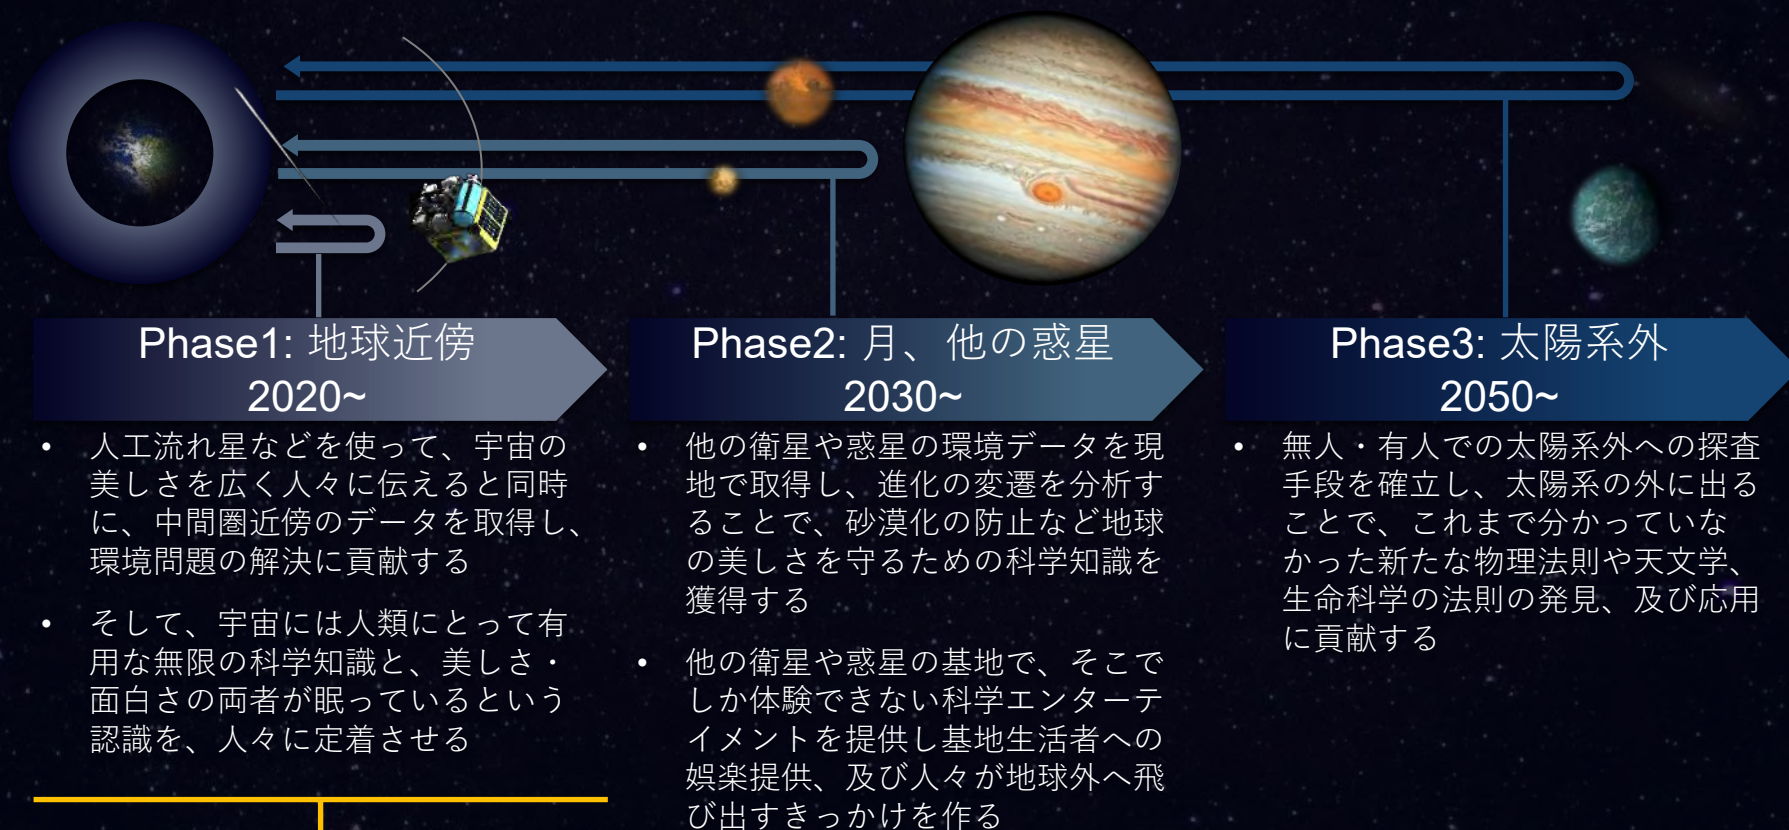 Phase1: 地球近傍
2020~
• 人工流れ星などを使って、宇宙の
美しさを広く人々に伝えると同時
に、中間圏近傍のデータを取得し、
環境問題の解決に貢献する
• そして、宇宙には人類にとって有
用な無限の科学知識と、美しさ・
面白さの両者が眠っているという
認識を、人々に定着させる
Phase2: 月、他の惑星
2030~
• 他の衛星や惑星の環境データを現
地で取得し、進化の変遷を分析す
ることで、砂漠化の防止など地球
の美しさを守るための科学知識を
獲得する
• 他の衛星や惑星の基地で、そこで
しか体験できない科学エンターテ
イメントを提供し基地生活者への
娯楽提供、及び人々が地球外へ飛
び出すきっかけを作る
Phase3: 太陽系外
2050~
• 無人・有人での太陽系外への探査
手段を確立し、太陽系の外に出る
ことで、これまで分かっていな
かった新たな物理法則や天文学、
生命科学の法則の発見、及び応用
に貢献する